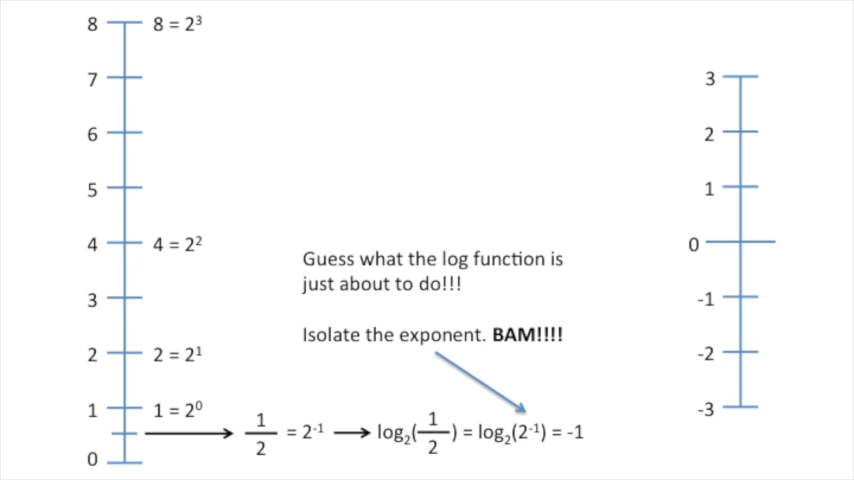 8 8 = 2³
7
6
5
4 4 = 2²
3
2 2 = 2¹
1 1 = 2⁰
0
Guess what the log function is
just about to do!!!
Isolate the exponent. BAM!!!!
1/2 = 2⁻¹ → log₂(1/2) = log₂(2⁻¹) = -1
3
2
1
0
-1
-2
-3